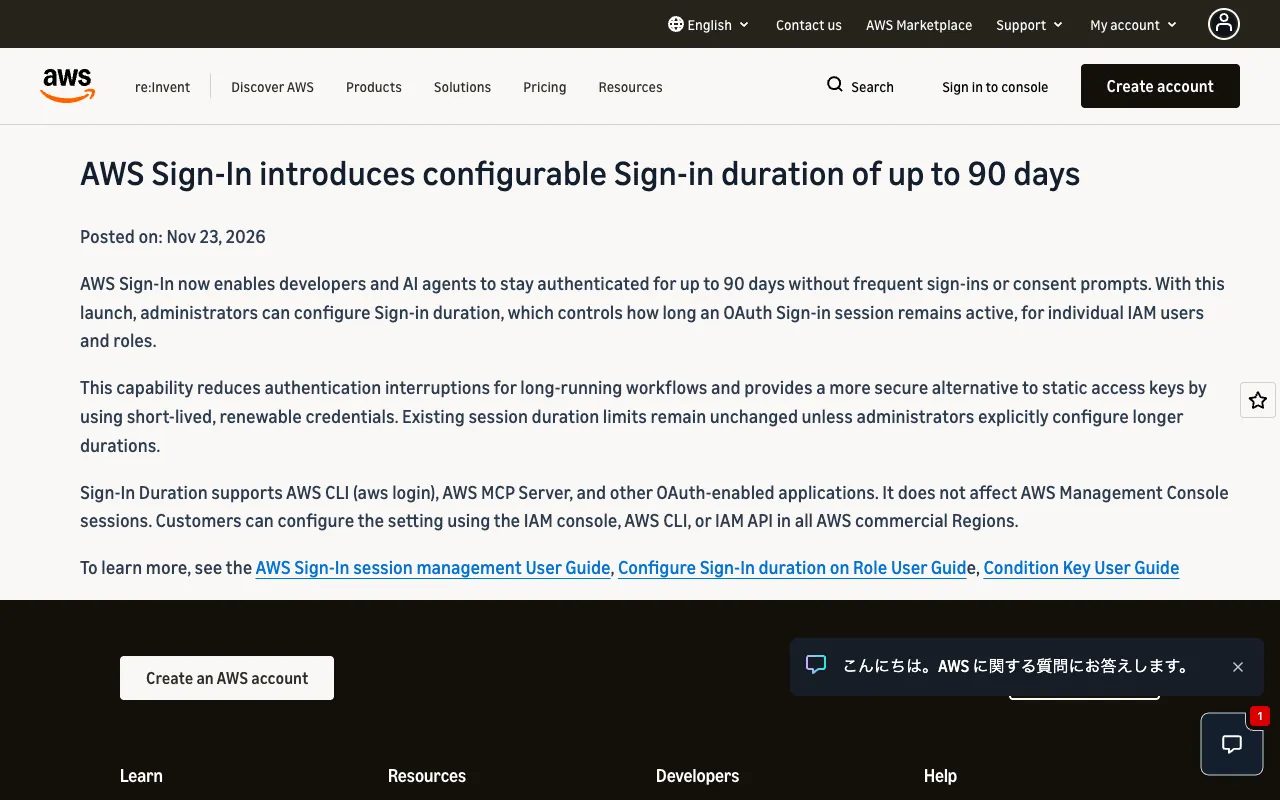 English
Contact us
AWS Marketplace
Support
My account
aws
re:Invent
Discover AWS
Products
Solutions
Pricing
Resources
Search
Sign in to console
Create account
AWS Sign-In introduces configurable Sign-in duration of up to 90 days
Posted on: Nov 23, 2026
AWS Sign-In now enables developers and AI agents to stay authenticated for up to 90 days without frequent sign-ins or consent prompts. With this
launch, administrators can configure Sign-in duration, which controls how long an OAuth Sign-in session remains active, for individual IAM users
and roles.
This capability reduces authentication interruptions for long-running workflows and provides a more secure alternative to static access keys by
using short-lived, renewable credentials. Existing session duration limits remain unchanged unless administrators explicitly configure longer
durations.
Sign-In Duration supports AWS CLI (aws login), AWS MCP Server, and other OAuth-enabled applications. It does not affect AWS Management Console
sessions. Customers can configure the setting using the IAM console, AWS CLI, or IAM API in all AWS commercial Regions.
To learn more, see the AWS Sign-In session management User Guide, Configure Sign-In duration on Role User Guide, Condition Key User Guide
Create an AWS account
こんにちは。AWS に関する質問にお答えします。
1
Learn
Resources
Developers
Help